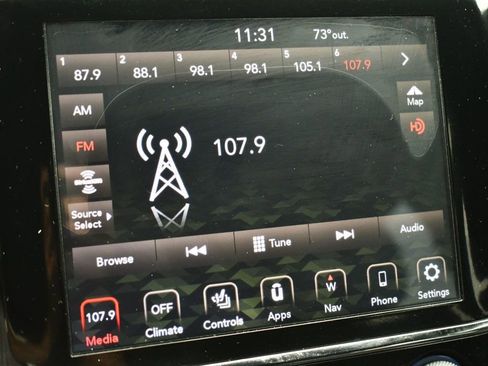 11:31 73° out.
1 2 3 4 5 6
87.9 88.1 98.1 98.1 105.1 107.9 >
AM
Map
FM
HD
107.9
SiriusXM
Source
Select
Browse Tune Audio
107.9 OFF W
Media Climate Controls Apps Nav Phone Settings